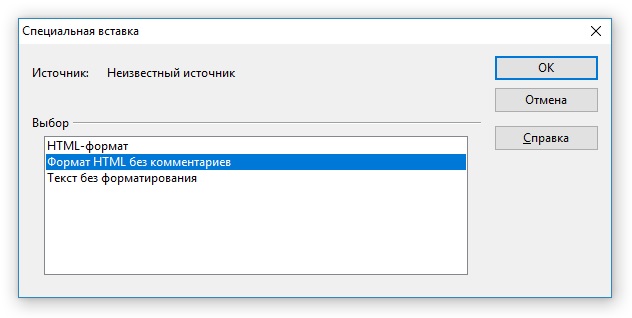 Специальная вставка
Источник: Неизвестный источник
OK
Отмена
Справка
Выбор
HTML-формат
Формат HTML без комментариев
Текст без форматирования